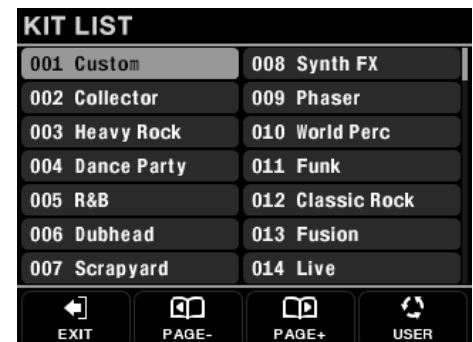 KIT LIST
001 Custom
002 Collector
003 Heavy Rock
004 Dance Party
005 R&B
006 Dubhead
007 Scrapyard
008 Synth FX
009 Phaser
010 World Perc
011 Funk
012 Classic Rock
013 Fusion
014 Live
EXIT
PAGE-
PAGE+
USER